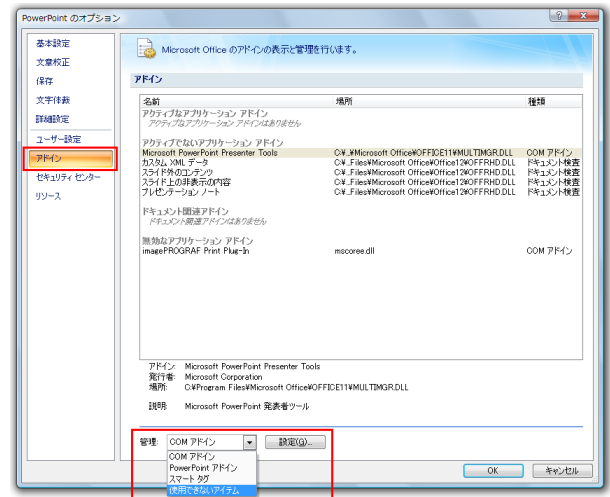 PowerPoint のオプション
基本設定
文章校正
保存
文字体裁
詳細設定
ユーザー設定
アドイン
セキュリティ センター
リソース
Microsoft Office のアドインの表示と管理を行います。
アドイン
名前 場所 種類
アクティブなアプリケーション アドイン
アクティブなアプリケーション アドインはありません
アクティブでないアプリケーション アドイン
Microsoft PowerPoint Presenter Tools C:¥...¥Microsoft Office¥OFFICE11¥MULTIMGR.DLL COM アドイン
カスタム XML データ C:¥...Files¥Microsoft Office¥Office12¥OFFRHD.DLL ドキュメント検査
スライド外のコンテンツ C:¥...Files¥Microsoft Office¥Office12¥OFFRHD.DLL ドキュメント検査
スライド上の非表示の内容 C:¥...Files¥Microsoft Office¥Office12¥OFFRHD.DLL ドキュメント検査
プレゼンテーション ノート C:¥...Files¥Microsoft Office¥Office12¥OFFRHD.DLL ドキュメント検査
ドキュメント関連アドイン
ドキュメント関連アドインはありません
無効なアプリケーション アドイン
imagePROGRAF Print Plug-In mscoree.dll COM アドイン
アドイン: Microsoft PowerPoint Presenter Tools
発行者: Microsoft Corporation
場所: C:¥Program Files¥Microsoft Office¥OFFICE11¥MULTIMGR.DLL
説明: Microsoft PowerPoint 発表者ツール
管理: COM アドイン 設定(G)...
COM アドイン
PowerPoint アドイン
スマート タグ
使用できないアイテム
OK キャンセル